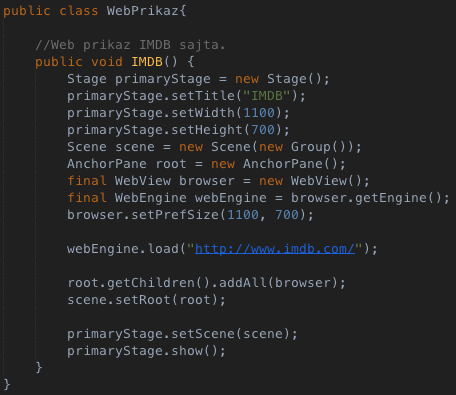 public class WebPrikaz{
//Web prikaz IMDB sajta.
public void IMDB() {
Stage primaryStage = new Stage();
primaryStage.setTitle("IMDB");
primaryStage.setWidth(1100);
primaryStage.setHeight(700);
Scene scene = new Scene(new Group());
AnchorPane root = new AnchorPane();
final WebView browser = new WebView();
final WebEngine webEngine = browser.getEngine();
browser.setPrefSize(1100, 700);
webEngine.load("http://www.imdb.com/");
root.getChildren().addAll(browser);
scene.setRoot(root);
primaryStage.setScene(scene);
primaryStage.show();
}
}